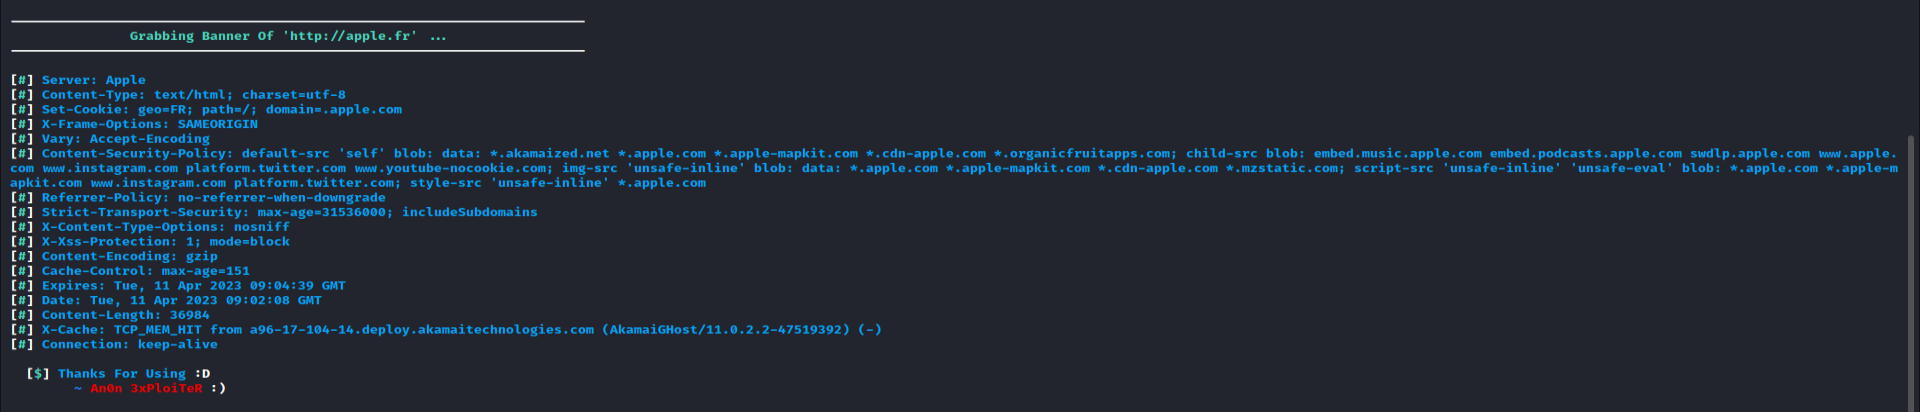 Grabbing Banner Of 'http://apple.fr' ...
[#] Server: Apple
[#] Content-Type: text/html; charset=utf-8
[#] Set-Cookie: geo=FR; path=/; domain=.apple.com
[#] X-Frame-Options: SAMEORIGIN
[#] Vary: Accept-Encoding
[#] Content-Security-Policy: default-src 'self' blob: data: *.akamaized.net *.apple.com *.apple-mapkit.com *.cdn-apple.com *.organicfruitapps.com; child-src blob: embed.music.apple.com embed.podcasts.apple.com swdlp.apple.com www.apple.
com www.instagram.com platform.twitter.com www.youtube-nocookie.com; img-src 'unsafe-inline' blob: data: *.apple.com *.apple-mapkit.com *.cdn-apple.com *.mzstatic.com; script-src 'unsafe-inline' 'unsafe-eval' blob: *.apple.com *.apple-m
apkit.com www.instagram.com platform.twitter.com; style-src 'unsafe-inline' *.apple.com
[#] Referrer-Policy: no-referrer-when-downgrade
[#] Strict-Transport-Security: max-age=31536000; includeSubdomains
[#] X-Content-Type-Options: nosniff
[#] X-Xss-Protection: 1; mode=block
[#] Content-Encoding: gzip
[#] Cache-Control: max-age=151
[#] Expires: Tue, 11 Apr 2023 09:04:39 GMT
[#] Date: Tue, 11 Apr 2023 09:02:08 GMT
[#] Content-Length: 36984
[#] X-Cache: TCP_MEM_HIT from a96-17-104-14.deploy.akamaitechnologies.com (AkamaiGHost/11.0.2.2-47519392) (-)
[#] Connection: keep-alive
[$] Thanks For Using :D
~ An0n 3xPloiTeR :)